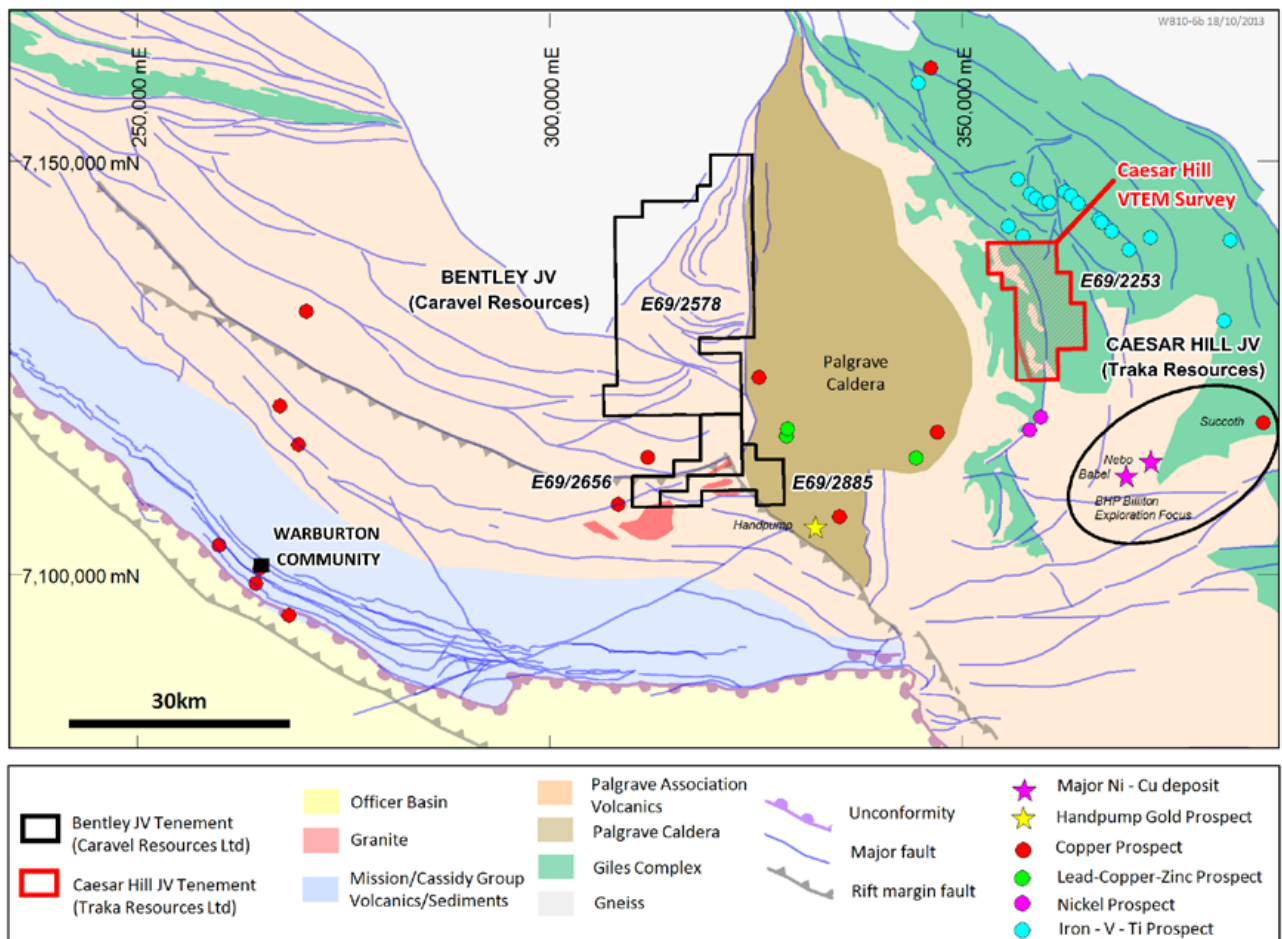 WB10-6b 18/10/2013
250,000 mE
300,000 mE
350,000 mE
7,150,000 mN
Caesar Hill
VTEM Survey
BENTLEY JV
(Caravel Resources)
E69/2578
E69/2253
CAESAR HILL JV
(Traka Resources)
Palgrave
Caldera
Succoth
Nebo
Babel
BHP Billiton
Exploration Focus
E69/2656
E69/2885
Handpump
WARBURTON
COMMUNITY
7,100,000 mN
30km
Bentley JV Tenement
(Caravel Resources Ltd)
Caesar Hill JV Tenement
(Traka Resources Ltd)
Officer Basin
Granite
Mission/Cassidy Group
Volcanics/Sediments
Palgrave Association
Volcanics
Palgrave Caldera
Giles Complex
Gneiss
Unconformity
Major fault
Rift margin fault
Major Ni - Cu deposit
Handpump Gold Prospect
Copper Prospect
Lead-Copper-Zinc Prospect
Nickel Prospect
Iron - V - Ti Prospect